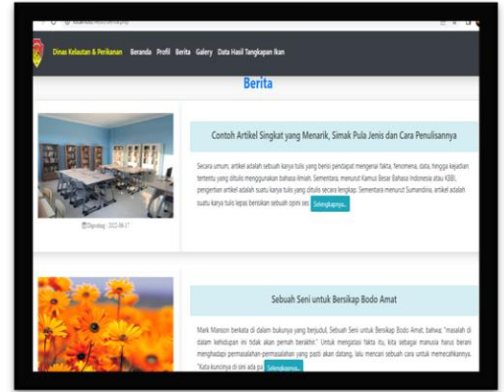 Dinas Kelautan & Perikanan Beranda Profil Berita Galery Data Hasil Tangkapan Ikan
Berita
Contoh Artikel Singkat yang Menarik, Simak Pula Jenis dan Cara Penulisannya
Secara umum, artikel adalah sebuah karya tulis yang berisi pendapat mengenai fakta, fenomena, data, hingga kejadian
tertentu yang ditulis menggunakan bahasa ilmiah. Sementara, menurut Kamus Besar Bahasa Indonesia atau KBBI,
pengertian artikel adalah suatu karya tulis yang ditulis secara lengkap. Sementara menurut Sumandiria, artikel adalah
suatu karya tulis lepas berisikan sebuah opini ses Selengkapnya...
Diposting : 2022-06-17
Sebuah Seni untuk Bersikap Bodo Amat
Mark Manson berkata di dalam bukunya yang berjudul, Sebuah Seni untuk Bersikap Bodo Amat, bahwa; "masalah di
dalam kehidupan ini tidak akan pernah berakhir." Untuk mengatasi fakta itu, kita sebagai manusia harus berani
menghadapi permasalahan-permasalahan yang pasti akan datang, lalu mencari sebuah cara untuk memecahkannya.
"Kata kuncinya di sini ada pa Selengkapnya...